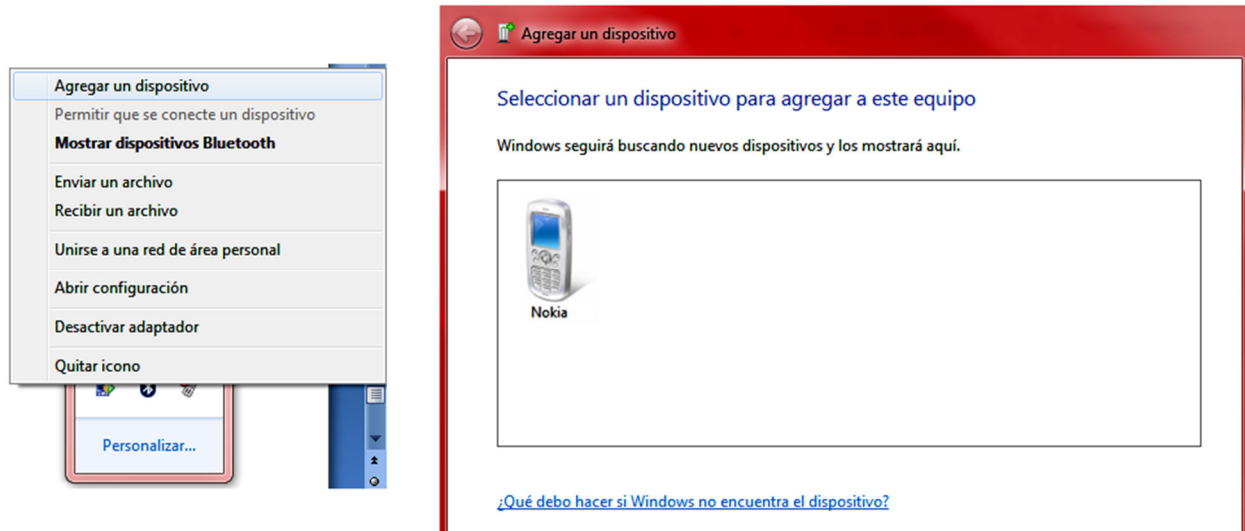 Agregar un dispositivo
Permitir que se conecte un dispositivo
Mostrar dispositivos Bluetooth
Enviar un archivo
Recibir un archivo
Unirse a una red de área personal
Abrir configuración
Desactivar adaptador
Quitar icono
Personalizar...
Agregar un dispositivo
Seleccionar un dispositivo para agregar a este equipo
Windows seguirá buscando nuevos dispositivos y los mostrará aquí.
Nokia
¿Qué debo hacer si Windows no encuentra el dispositivo?